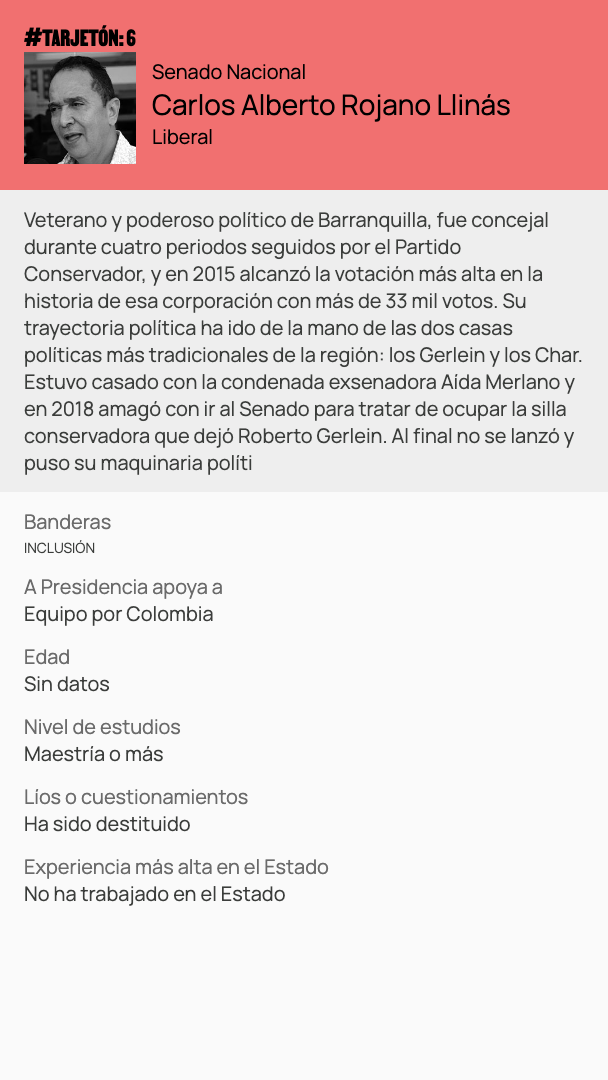 #TARJETÓN: 6
Senado Nacional
Carlos Alberto Rojano Llinás
Liberal
Veterano y poderoso político de Barranquilla, fue concejal
durante cuatro periodos seguidos por el Partido
Conservador, y en 2015 alcanzó la votación más alta en la
historia de esa corporación con más de 33 mil votos. Su
trayectoria política ha ido de la mano de las dos casas
políticas más tradicionales de la región: los Gerlein y los Char.
Estuvo casado con la condenada exsenadora Aída Merlano y
en 2018 amagó con ir al Senado para tratar de ocupar la silla
conservadora que dejó Roberto Gerlein. Al final no se lanzó y
puso su maquinaria políti
Banderas
INCLUSIÓN
A Presidencia apoya a
Equipo por Colombia
Edad
Sin datos
Nivel de estudios
Maestría o más
Líos o cuestionamientos
Ha sido destituido
Experiencia más alta en el Estado
No ha trabajado en el Estado